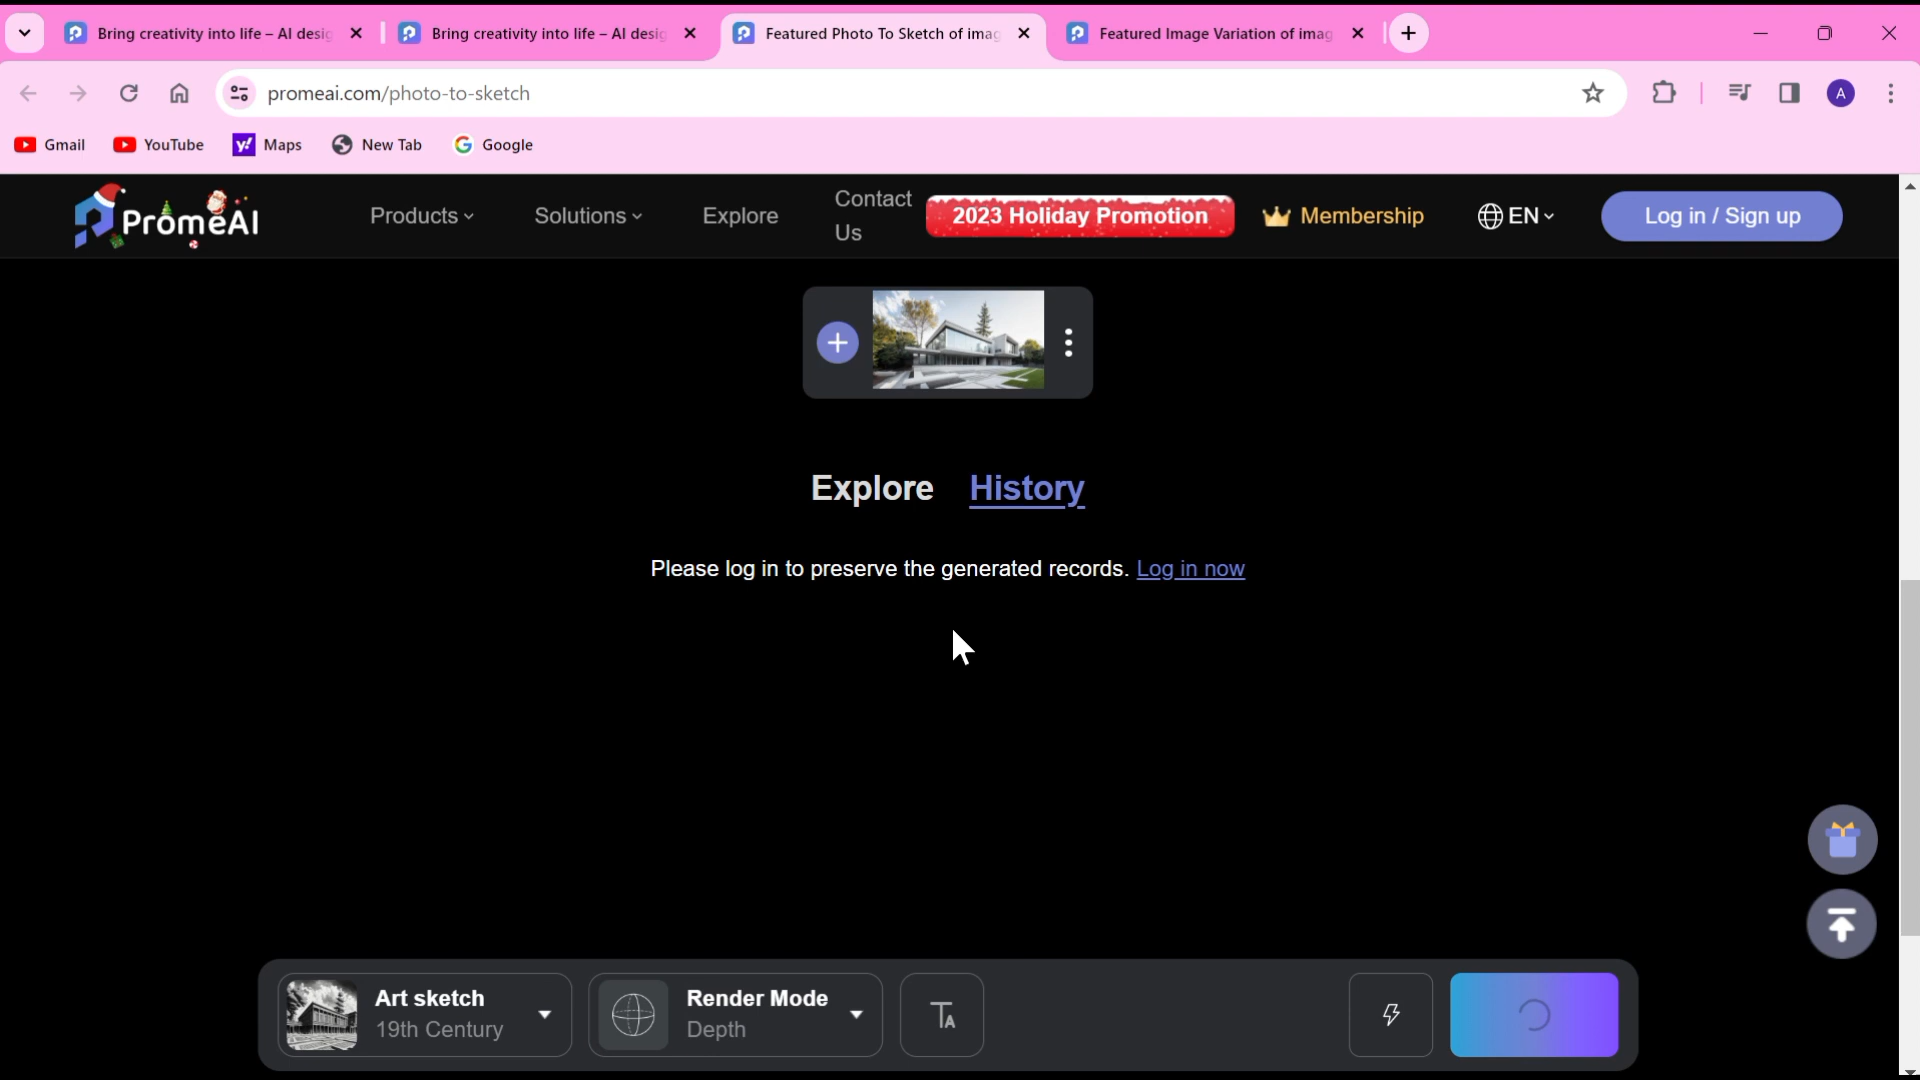 Bring creativity into life – AI desig
Bring creativity into life – AI desig
Featured Photo To Sketch of imag
Featured Image Variation of imag
promeai.com/photo-to-sketch
A
Gmail
YouTube
Maps
New Tab
Google
PromeAI
Products
Solutions
Explore
Contact
Us
2023 Holiday Promotion
Membership
EN
Log in / Sign up
Explore History
Please log in to preserve the generated records. Log in now
Art sketch
19th Century
Render Mode
Depth